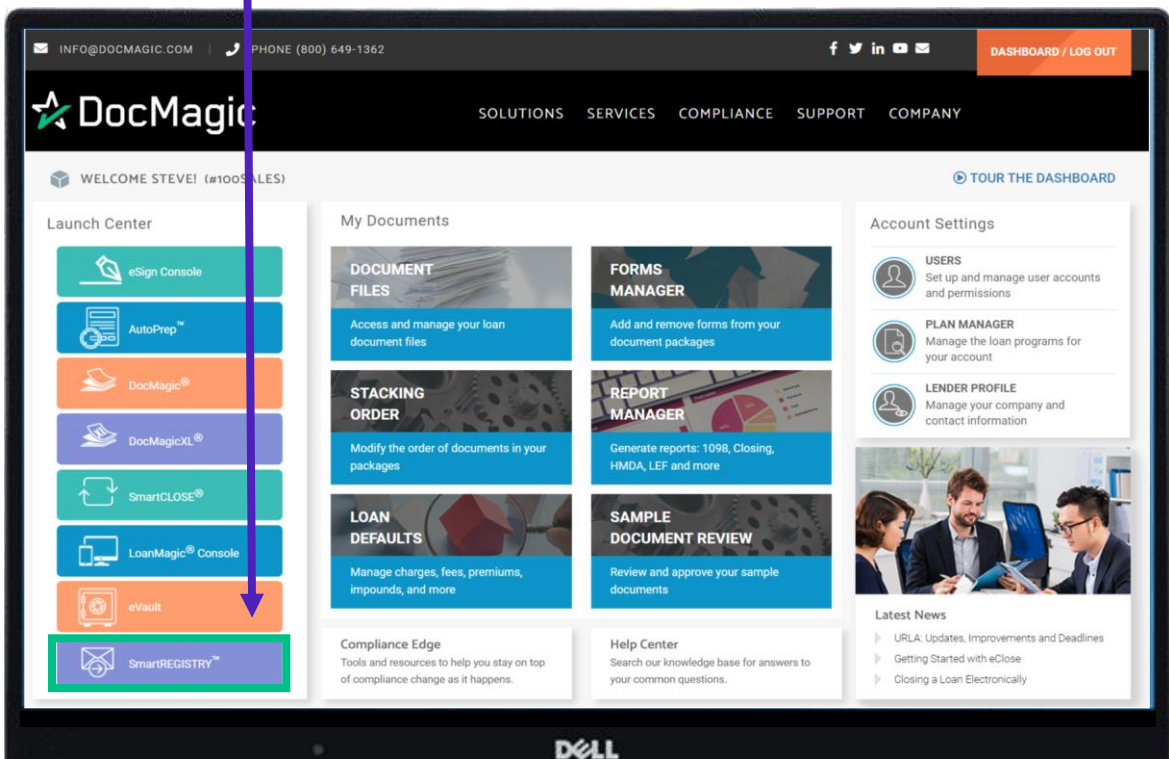 INFO@DOCMAGIC.COM | PHONE (800) 649-1362
DASHBOARD / LOG OUT
DocMagic
SOLUTIONS SERVICES COMPLIANCE SUPPORT COMPANY
WELCOME STEVE! (#100SALES)
TOUR THE DASHBOARD
Launch Center
eSign Console
AutoPrep™
DocMagic®
DocMagicXL®
SmartCLOSE®
LoanMagic® Console
eVault
SmartREGISTRY™
My Documents
DOCUMENT
FILES
Access and manage your loan
document files
FORMS
MANAGER
Add and remove forms from your
document packages
STACKING
ORDER
Modify the order of documents in your
packages
REPORT
MANAGER
Generate reports: 1098, Closing,
HMDA, LEF and more
LOAN
DEFAULTS
Manage charges, fees, premiums,
impounds, and more
SAMPLE
DOCUMENT REVIEW
Review and approve your sample
documents
Compliance Edge
Tools and resources to help you stay on top
of compliance change as it happens.
Help Center
Search our knowledge base for answers to
your common questions.
Account Settings
USERS
Set up and manage user accounts
and permissions
PLAN MANAGER
Manage the loan programs for
your account
LENDER PROFILE
Manage your company and
contact information
Latest News
URLA: Updates, Improvements and Deadlines
Getting Started with eClose
Closing a Loan Electronically
DELL